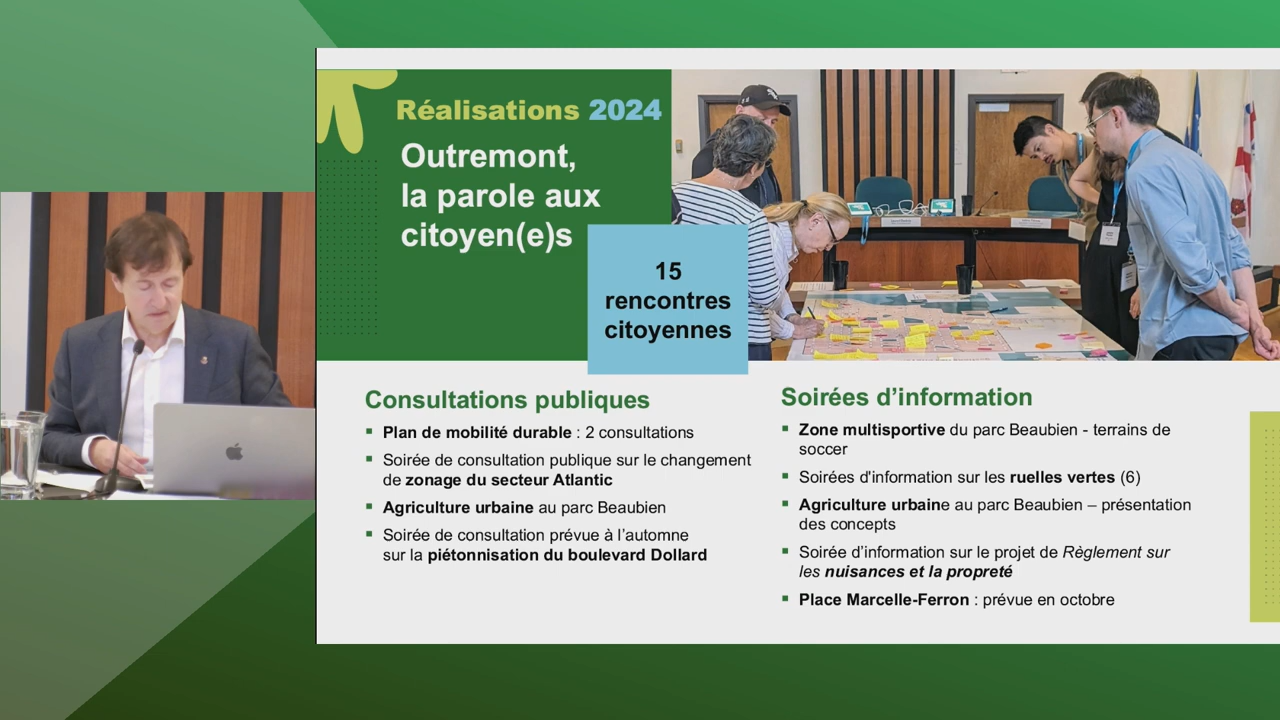 Réalisations 2024
Outremont,
la parole aux
citoyen(e)s
15
rencontres
citoyennes
Consultations publiques
▪ Plan de mobilité durable : 2 consultations
▪ Soirée de consultation publique sur le changement
de zonage du secteur Atlantic
▪ Agriculture urbaine au parc Beaubien
▪ Soirée de consultation prévue à l’automne
sur la piétonnisation du boulevard Dollard
Soirées d’information
▪ Zone multisportive du parc Beaubien - terrains de
soccer
▪ Soirées d'information sur les ruelles vertes (6)
▪ Agriculture urbaine au parc Beaubien – présentation
des concepts
▪ Soirée d’information sur le projet de Règlement sur
les nuisances et la propreté
▪ Place Marcelle-Ferron : prévue en octobre